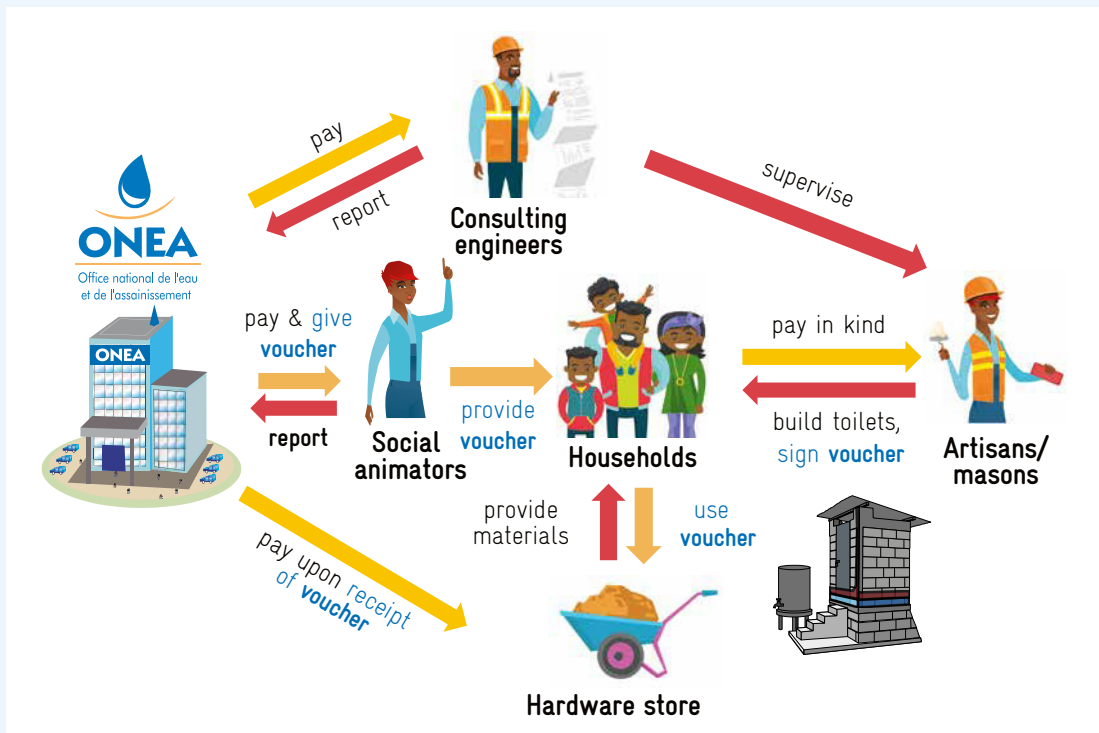 pay
report
Consulting
engineers
supervise
ONEA
Office national de l'eau
et de l'assainissement
ONEA
pay & give
voucher
report
Social
animators
provide
voucher
Households
pay in kind
build toilets,
sign voucher
Artisans/
masons
provide
materials
use
voucher
pay upon receipt
of voucher
Hardware store